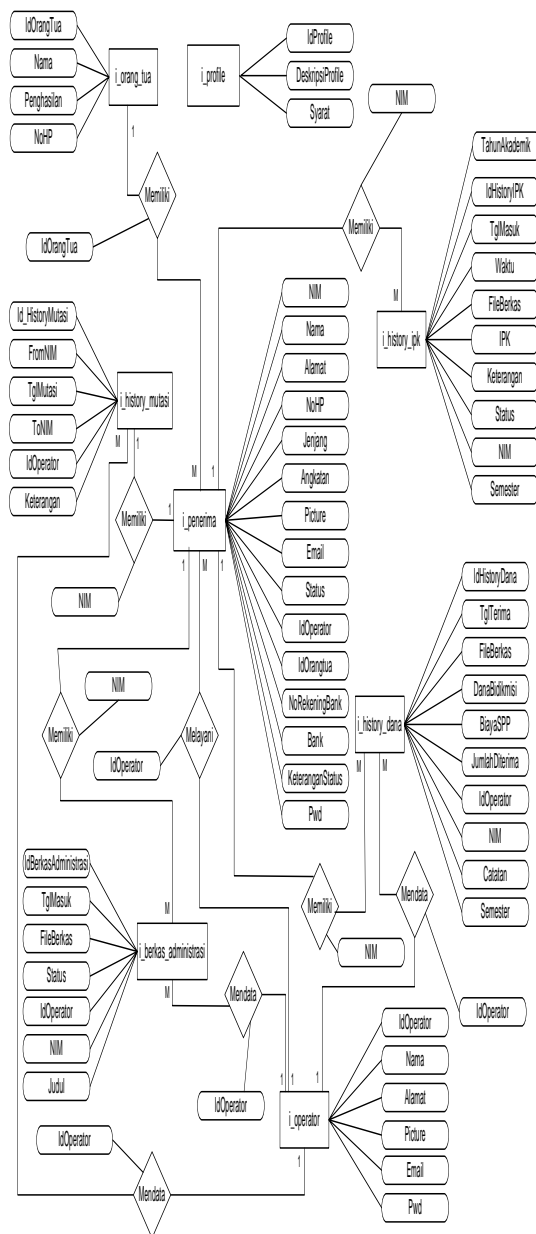 IdOrangTua
Nama
Penghasilan
NoHP
i_orang_tua
1
Memiliki
IdOrangTua
i_profile
IdProfile
DeskripsiProfile
Syarat
NIM
Memiliki
M
TahunAkademik
IdHistoryIPK
TglMasuk
Waktu
FileBerkas
IPK
Keterangan
Status
NIM
Semester
i_history_ipk
Id_HistoryMutasi
FromNIM
TglMutasi
ToNIM
IdOperator
Keterangan
i_history_mutasi
M
1
Memiliki
NIM
M
1
1
i_penerima
1
M
1
NIM
Nama
Alamat
NoHP
Jenjang
Angkatan
Picture
Email
Status
IdOperator
IdOrangtua
NoRekeningBank
Bank
KeteranganStatus
Pwd
Memiliki
NIM
Melayani
IdOperator
i_history_dana
M
M
IdHistoryDana
TglTerima
FileBerkas
DanaBidikmisi
BiayaSPP
JumlahDiterima
IdOperator
NIM
Catatan
Semester
Memiliki
NIM
Mendata
IdOperator
IdBerkasAdministrasi
TglMasuk
FileBerkas
Status
IdOperator
NIM
Judul
M
i_berkas_administrasi
M
Mendata
1
IdOperator
1
1
1
i_operator
1
IdOperator
Nama
Alamat
Picture
Email
Pwd
IdOperator
Mendata